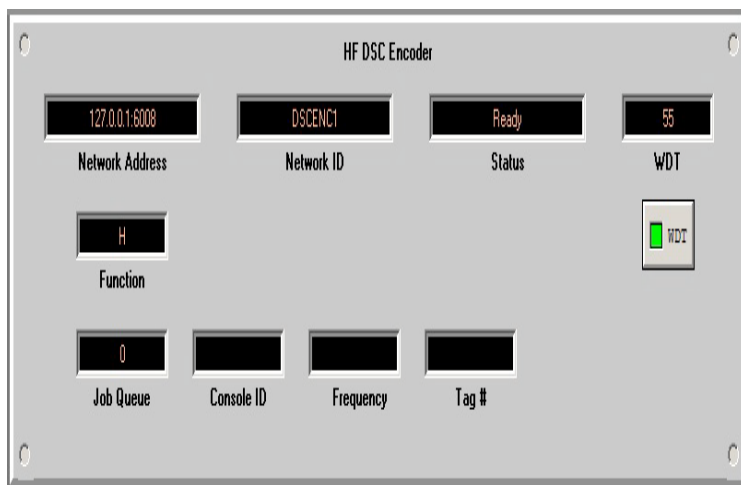 HF DSC Encoder
127.0.0.1:6008 DSCENC1 Ready 55
Network Address Network ID Status WDT
WDT
H
Function
0
Job Queue Console ID Frequency Tag #